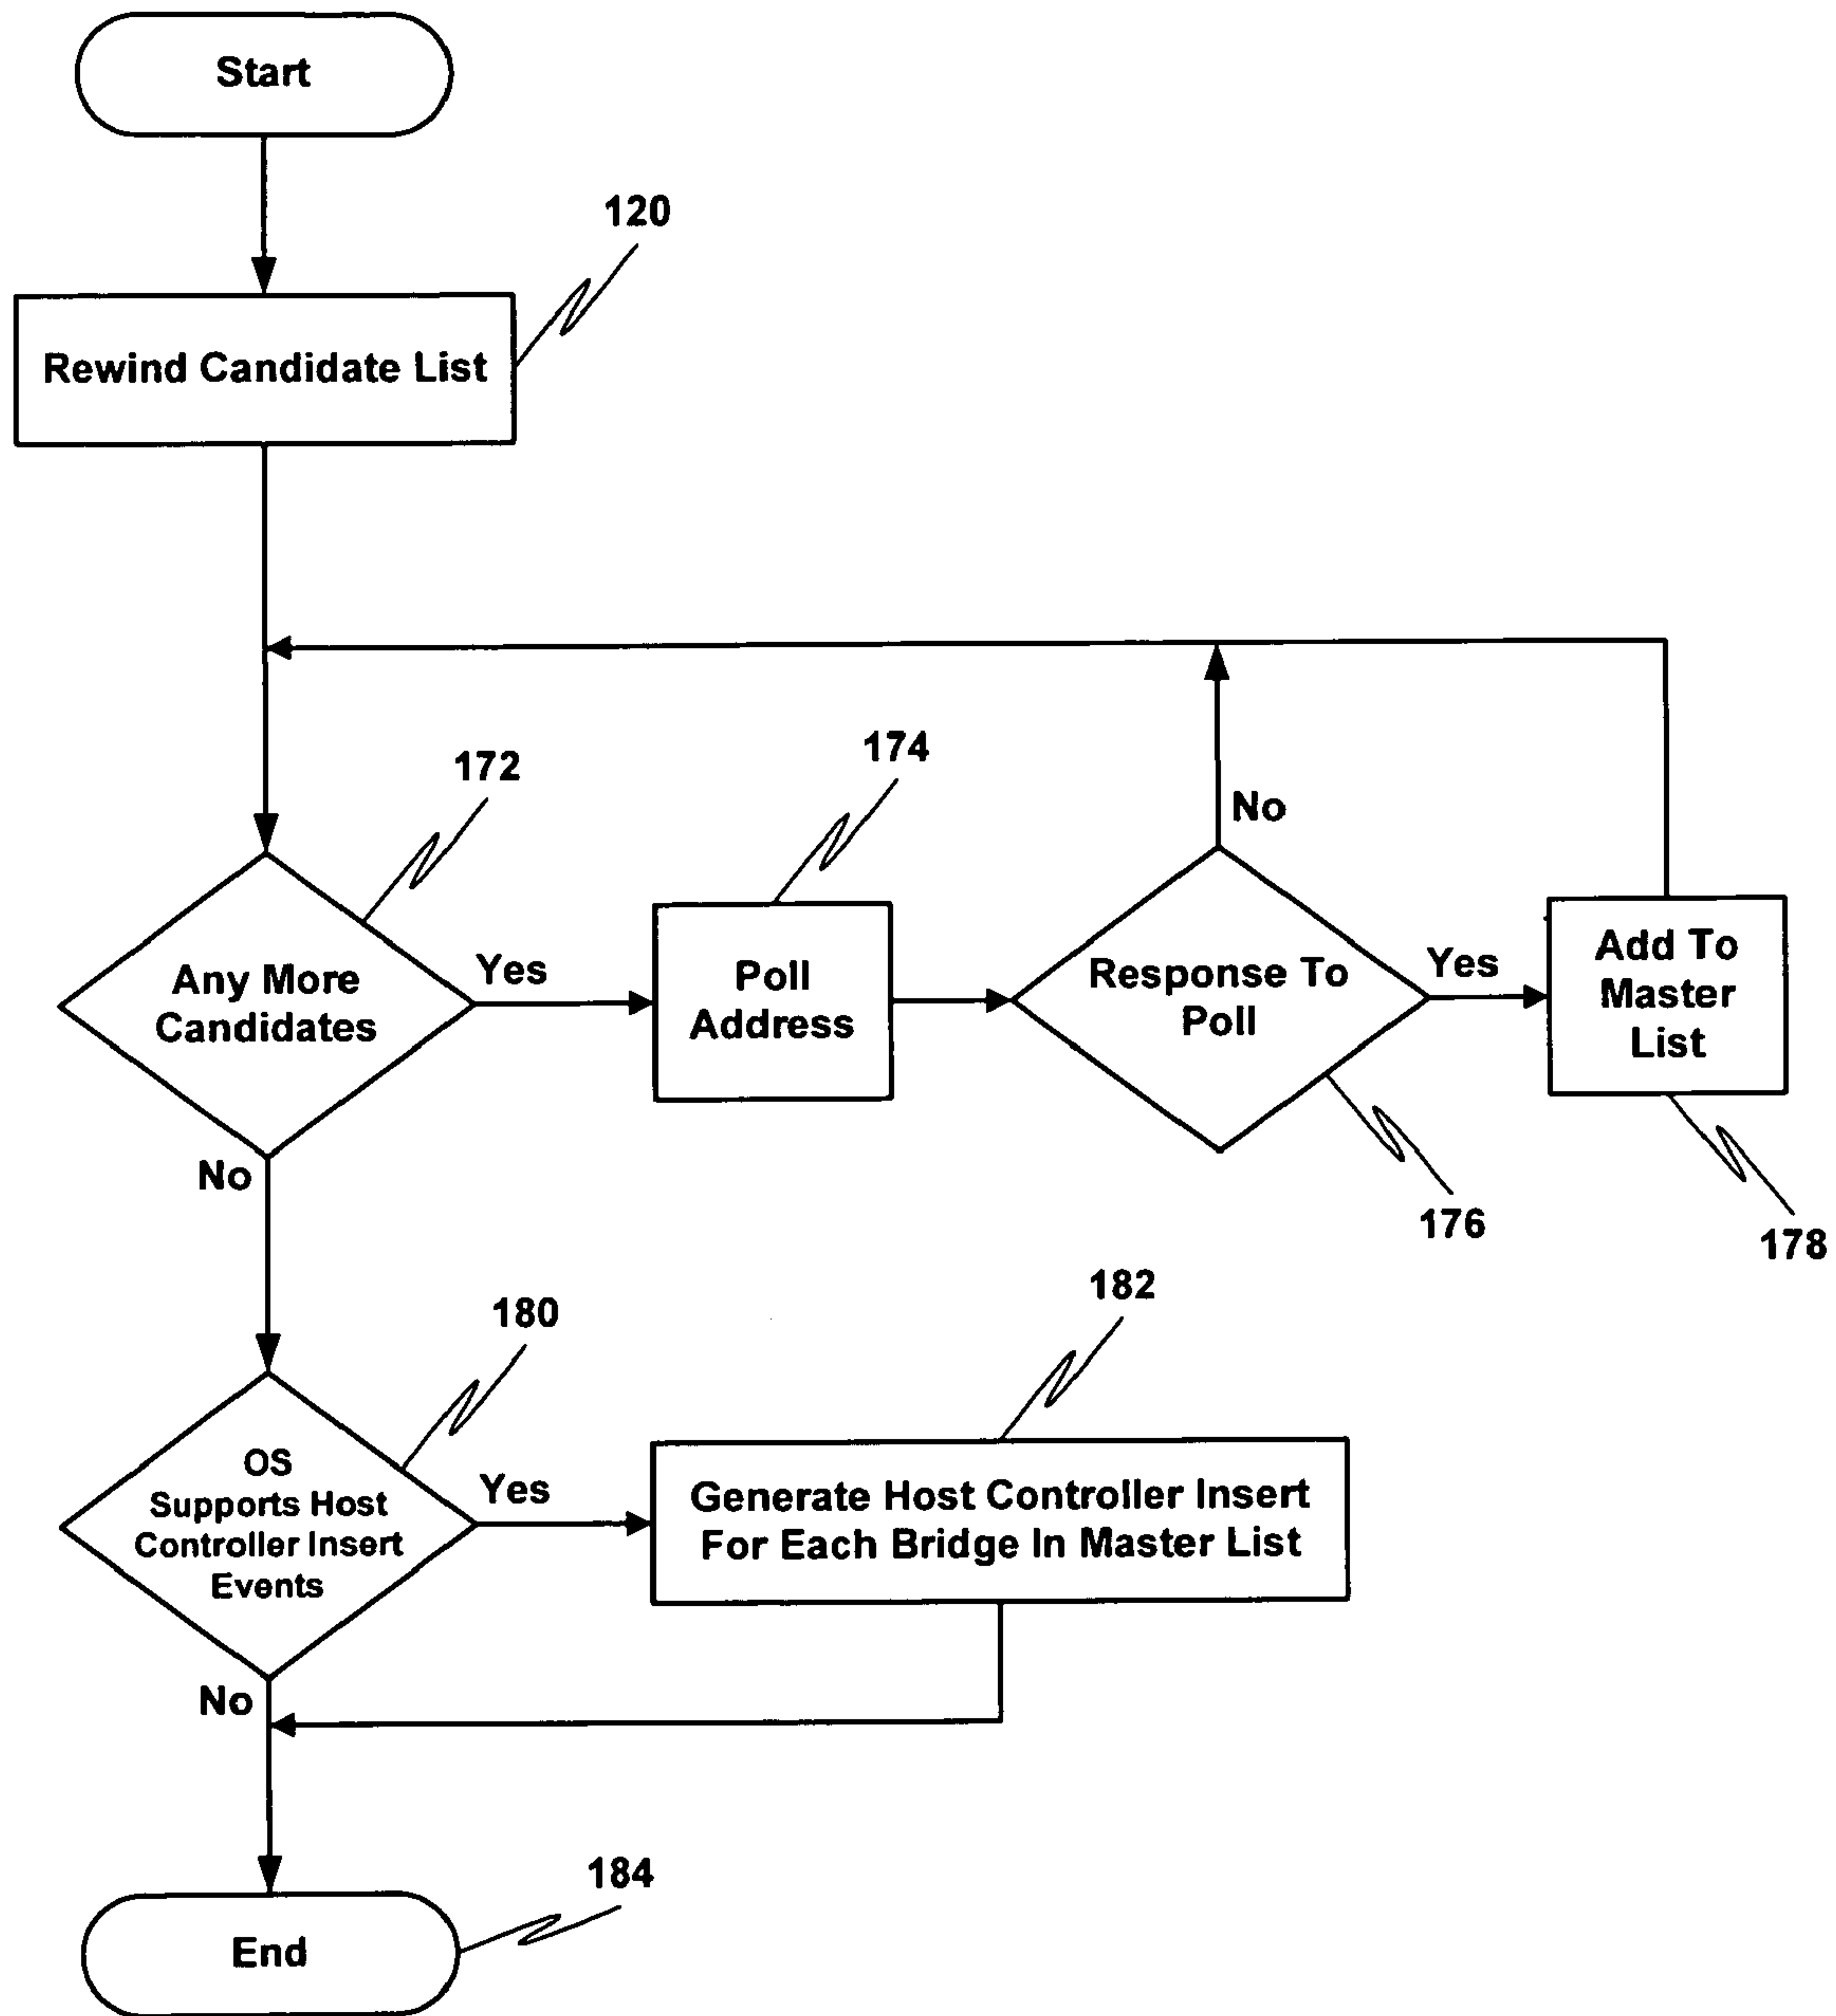 Start
120
Rewind Candidate List
172
174
No
Any More
Candidates
Yes
Poll
Address
Response To
Poll
Yes
Add To
Master
List
No
176
178
180
182
OS
Supports Host
Controller Insert
Events
Yes
Generate Host Controller Insert
For Each Bridge In Master List
No
184
End